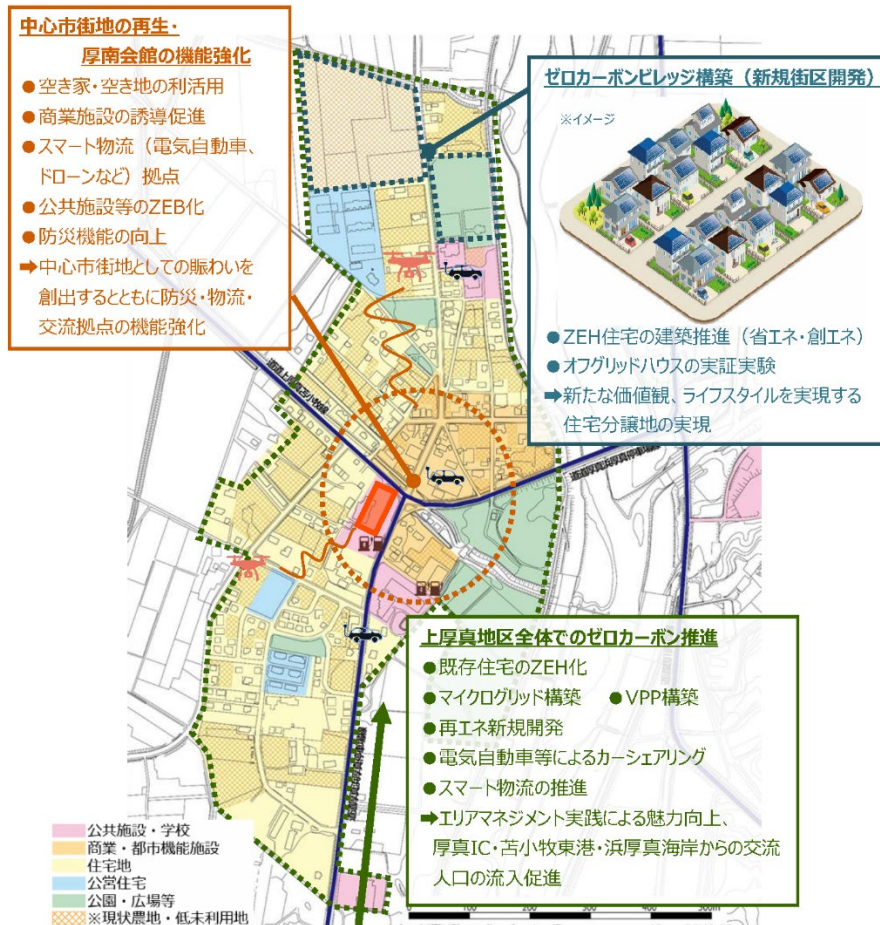 中心市街地の再生・
厚南会館の機能強化
●空き家・空き地の利活用
●商業施設の誘導促進
●スマート物流（電気自動車、
ドローンなど）拠点
●公共施設等のZEB化
●防災機能の向上
➡中心市街地としての賑わいを
創出するとともに防災・物流・
交流拠点の機能強化
ゼロカーボンビレッジ構築（新規街区開発）
※イメージ
●ZEH住宅の建築推進（省エネ・創エネ）
●オフグリッドハウスの実証実験
➡新たな価値観、ライフスタイルを実現する
住宅分譲地の実現
道道上厚真苫小牧線
上厚真地区全体でのゼロカーボン推進
●既存住宅のZEH化
●マイクログリッド構築 ●VPP構築
●再エネ新規開発
●電気自動車等によるカーシェアリング
●スマート物流の推進
➡エリアマネジメント実践による魅力向上、
厚真IC・苫小牧東港・浜厚真海岸からの交流
人口の流入促進
公共施設・学校
商業・都市機能施設
住宅地
公営住宅
公園・広場等
※現状農地・低未利用地